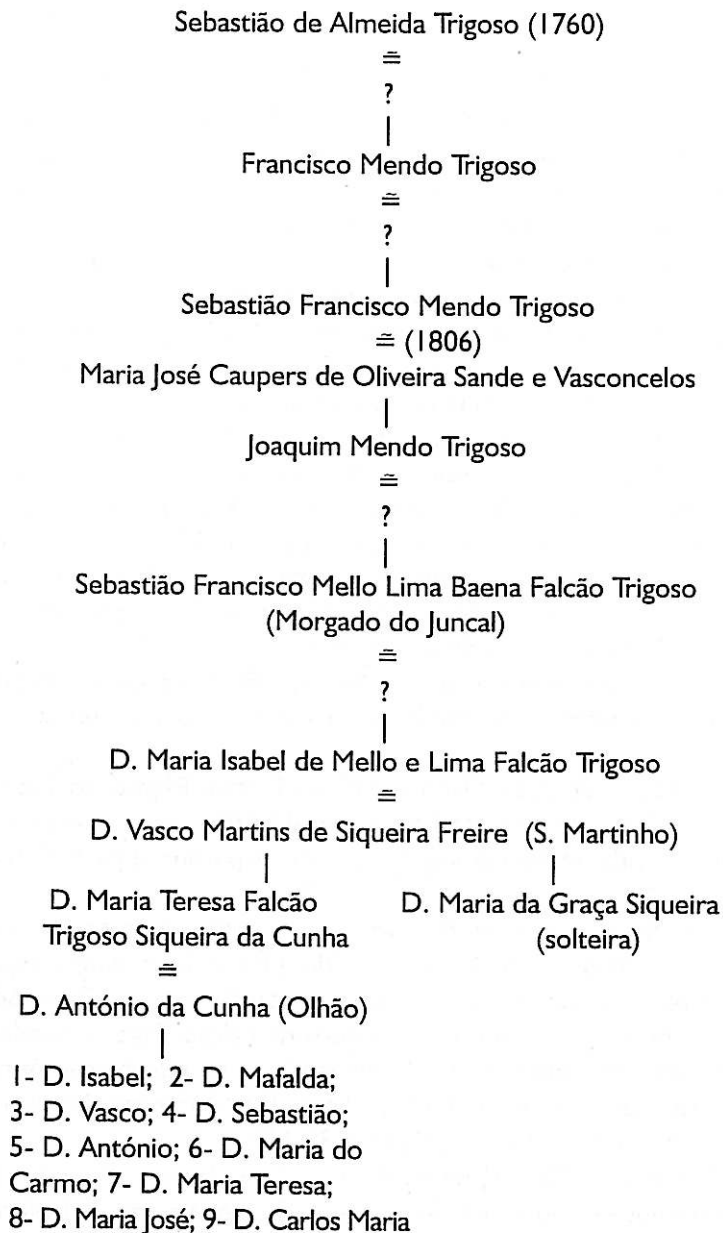 Sebastião de Almeida Trigoso (1760)
≘
?
|
Francisco Mendo Trigoso
≘
?
|
Sebastião Francisco Mendo Trigoso
≘ (1806)
Maria José Caupers de Oliveira Sande e Vasconcelos
|
Joaquim Mendo Trigoso
≘
?
|
Sebastião Francisco Mello Lima Baena Falcão Trigoso
(Morgado do Juncal)
≘
?
|
D. Maria Isabel de Mello e Lima Falcão Trigoso
≘
D. Vasco Martins de Siqueira Freire (S. Martinho)
| |
D. Maria Teresa Falcão D. Maria da Graça Siqueira
Trigoso Siqueira da Cunha (solteira)
≘
D. António da Cunha (Olhão)
|
1- D. Isabel; 2- D. Mafalda;
3- D. Vasco; 4- D. Sebastião;
5- D. António; 6- D. Maria do
Carmo; 7- D. Maria Teresa;
8- D. Maria José; 9- D. Carlos Maria